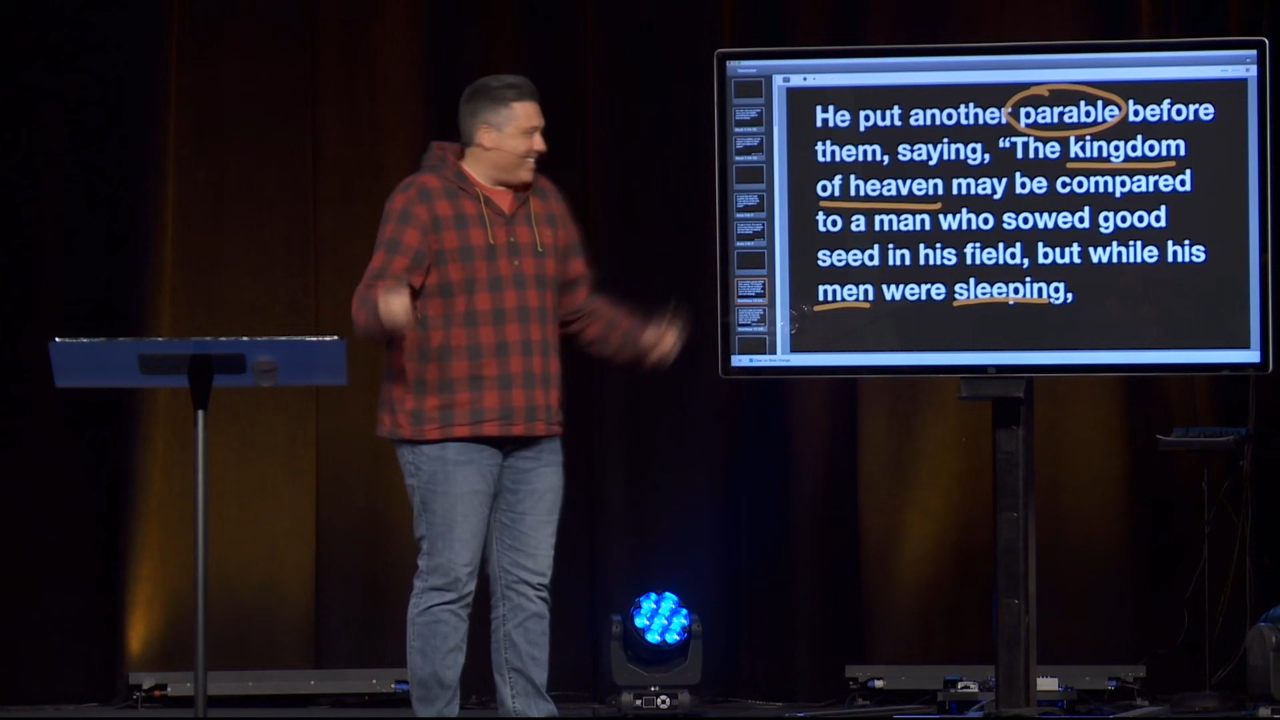 He put another parable before
them, saying, “The kingdom
of heaven may be compared
to a man who sowed good
seed in his field, but while his
men were sleeping,